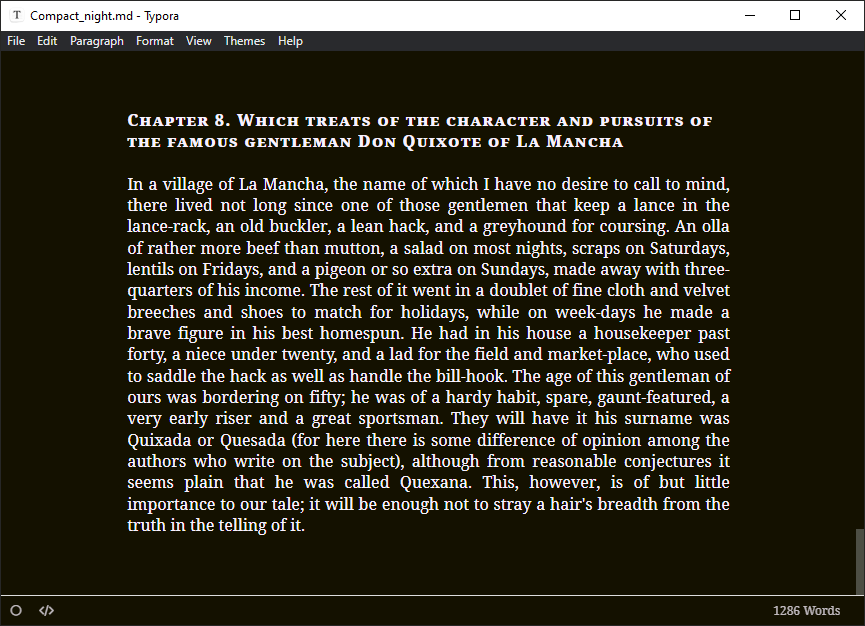 Compact_night.md - Typora
File Edit Paragraph Format View Themes Help
Chapter 8. Which treats of the character and pursuits of
the famous gentleman Don Quixote of La Mancha
In a village of La Mancha, the name of which I have no desire to call to mind,
there lived not long since one of those gentlemen that keep a lance in the
lance-rack, an old buckler, a lean hack, and a greyhound for coursing. An olla
of rather more beef than mutton, a salad on most nights, scraps on Saturdays,
lentils on Fridays, and a pigeon or so extra on Sundays, made away with three-
quarters of his income. The rest of it went in a doublet of fine cloth and velvet
breeches and shoes to match for holidays, while on week-days he made a
brave figure in his best homespun. He had in his house a housekeeper past
forty, a niece under twenty, and a lad for the field and market-place, who used
to saddle the hack as well as handle the bill-hook. The age of this gentleman of
ours was bordering on fifty; he was of a hardy habit, spare, gaunt-featured, a
very early riser and a great sportsman. They will have it his surname was
Quixada or Quesada (for here there is some difference of opinion among the
authors who write on the subject), although from reasonable conjectures it
seems plain that he was called Quexana. This, however, is of but little
importance to our tale; it will be enough not to stray a hair's breadth from the
truth in the telling of it.
1286 Words